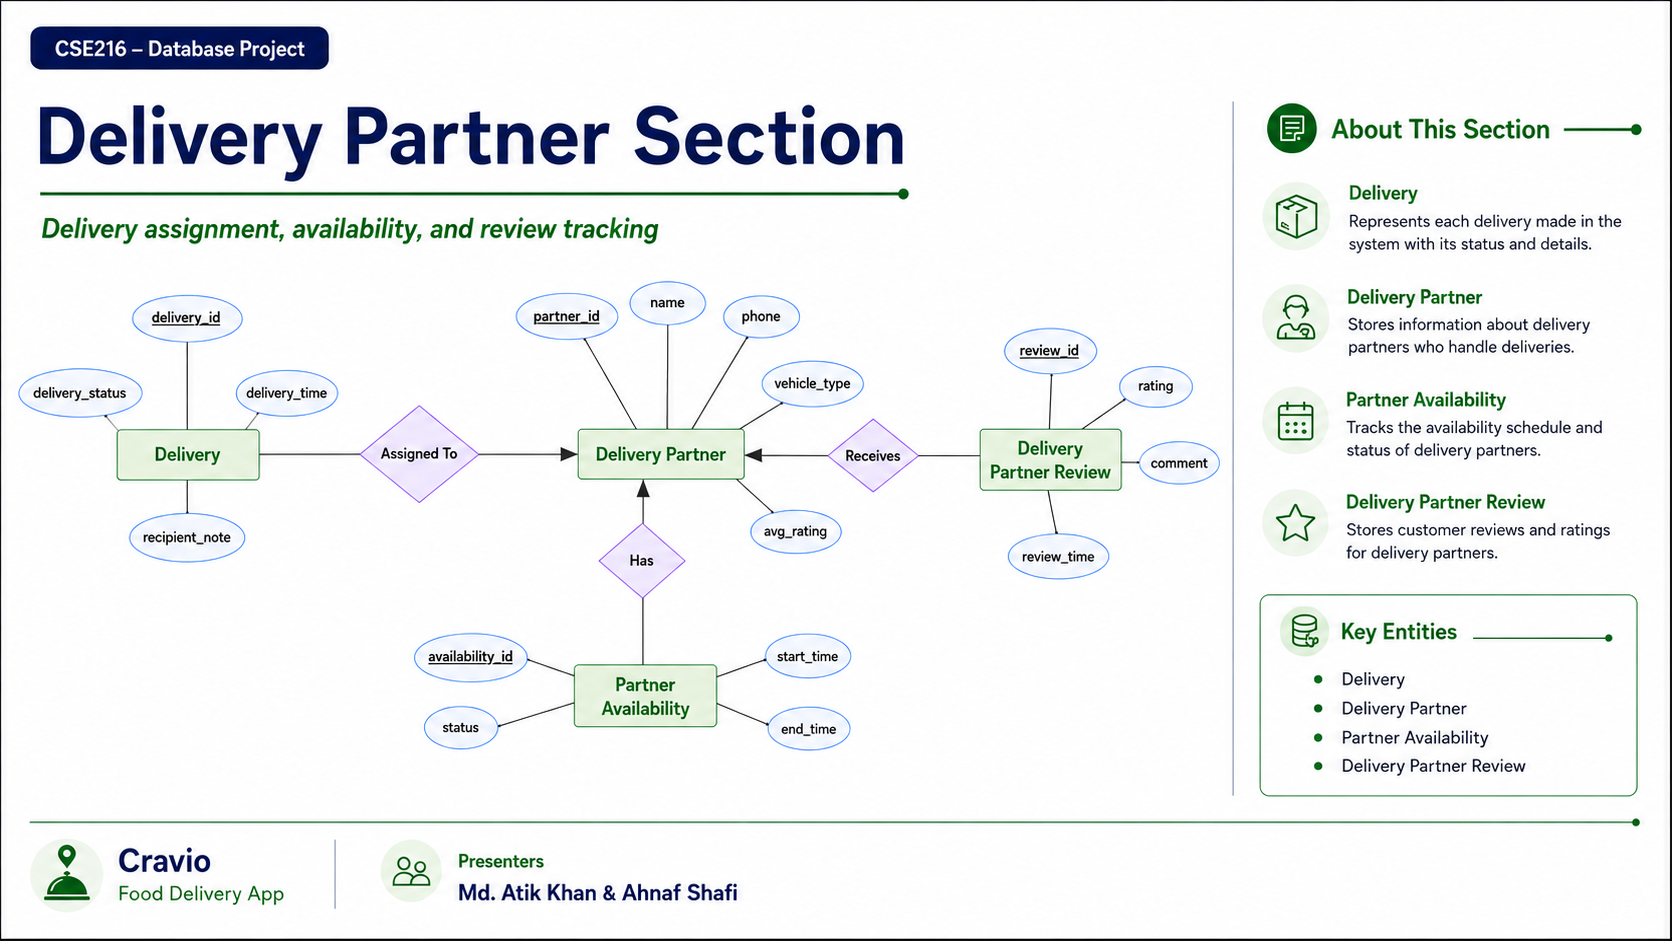 CSE216 – Database Project
Delivery Partner Section
Delivery assignment, availability, and review tracking
delivery_id
delivery_status
delivery_time
Delivery
recipient_note
Assigned To
partner_id
name
phone
vehicle_type
Delivery Partner
avg_rating
Receives
review_id
rating
Delivery
Partner Review
comment
review_time
Has
availability_id
start_time
Partner
Availability
status
end_time
About This Section
Delivery
Represents each delivery made in the
system with its status and details.
Delivery Partner
Stores information about delivery
partners who handle deliveries.
Partner Availability
Tracks the availability schedule and
status of delivery partners.
Delivery Partner Review
Stores customer reviews and ratings
for delivery partners.
Key Entities
Delivery
Delivery Partner
Partner Availability
Delivery Partner Review
Cravio
Food Delivery App
Presenters
Md. Atik Khan & Ahnaf Shafi